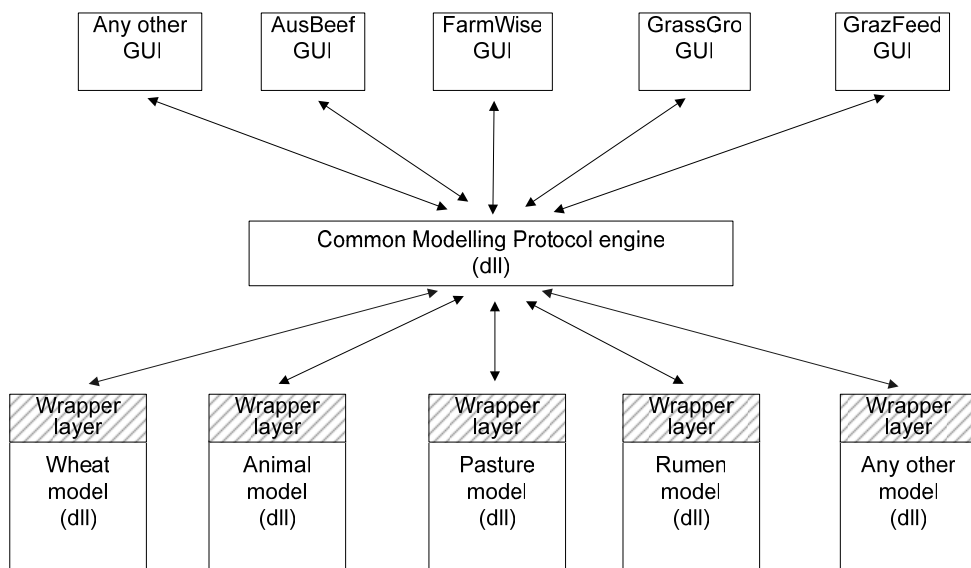 Any other
GUI
AusBeef
GUI
FarmWise
GUI
GrassGro
GUI
GrazFeed
GUI
Common Modelling Protocol engine
(dll)
Wrapper
layer
Wheat
model
(dll)
Wrapper
layer
Animal
model
(dll)
Wrapper
layer
Pasture
model
(dll)
Wrapper
layer
Rumen
model
(dll)
Wrapper
layer
Any other
model
(dll)